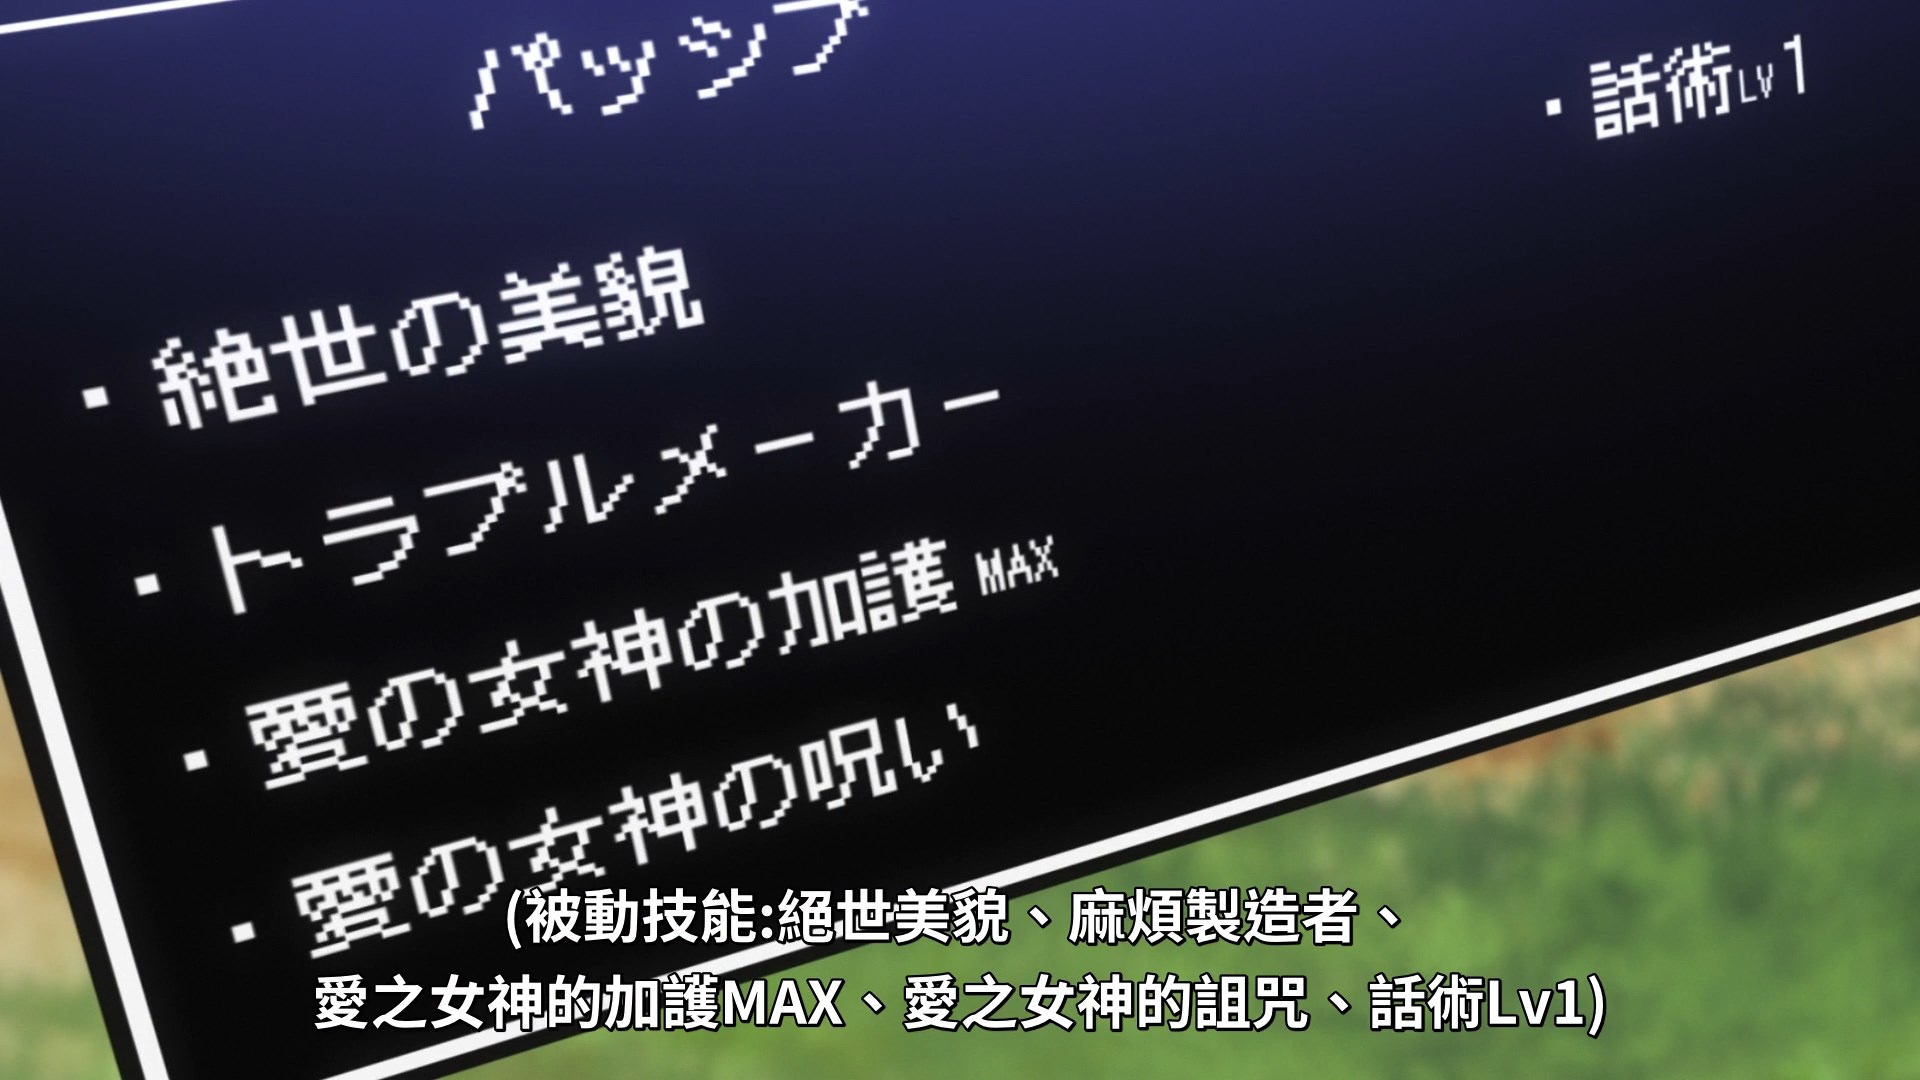 パッシブ
・話術Lv1
・絶世の美貌
・トラブルメーカー
・愛の女神の加護 MAX
・愛の女神の呪い
(被動技能:絕世美貌、麻煩製造者、
愛之女神的加護MAX、愛之女神的詛咒、話術Lv1)